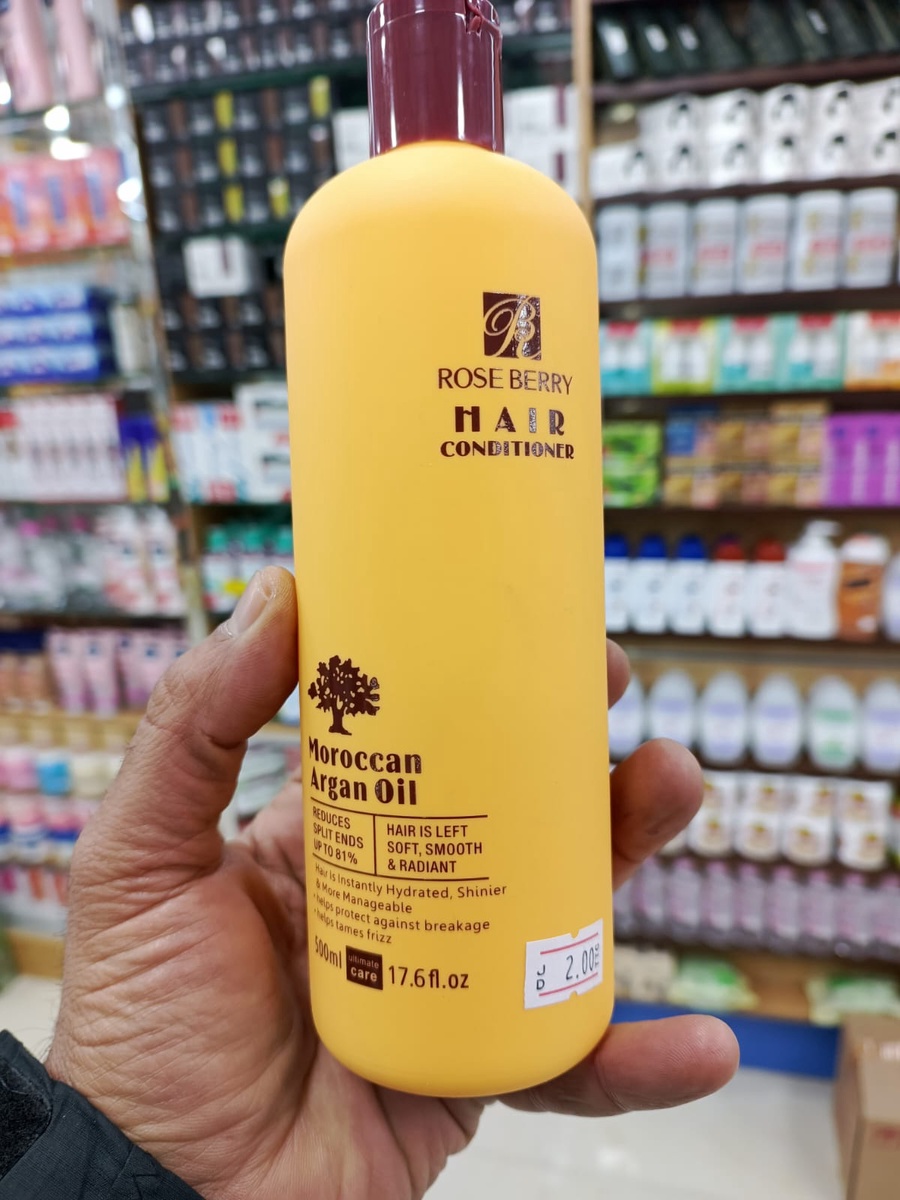 ROSE BERRY
HAIR
CONDITIONER
Moroccan
Argan Oil
REDUCES
SPLIT ENDS
UP TO 81%
HAIR IS LEFT
SOFT, SMOOTH
& RADIANT
Hair is Instantly Hydrated, Shinier
& More Manageable
- helps protect against breakage
- helps tames frizz
500ml ultimate care 17.6fl.oz
JD 2.00